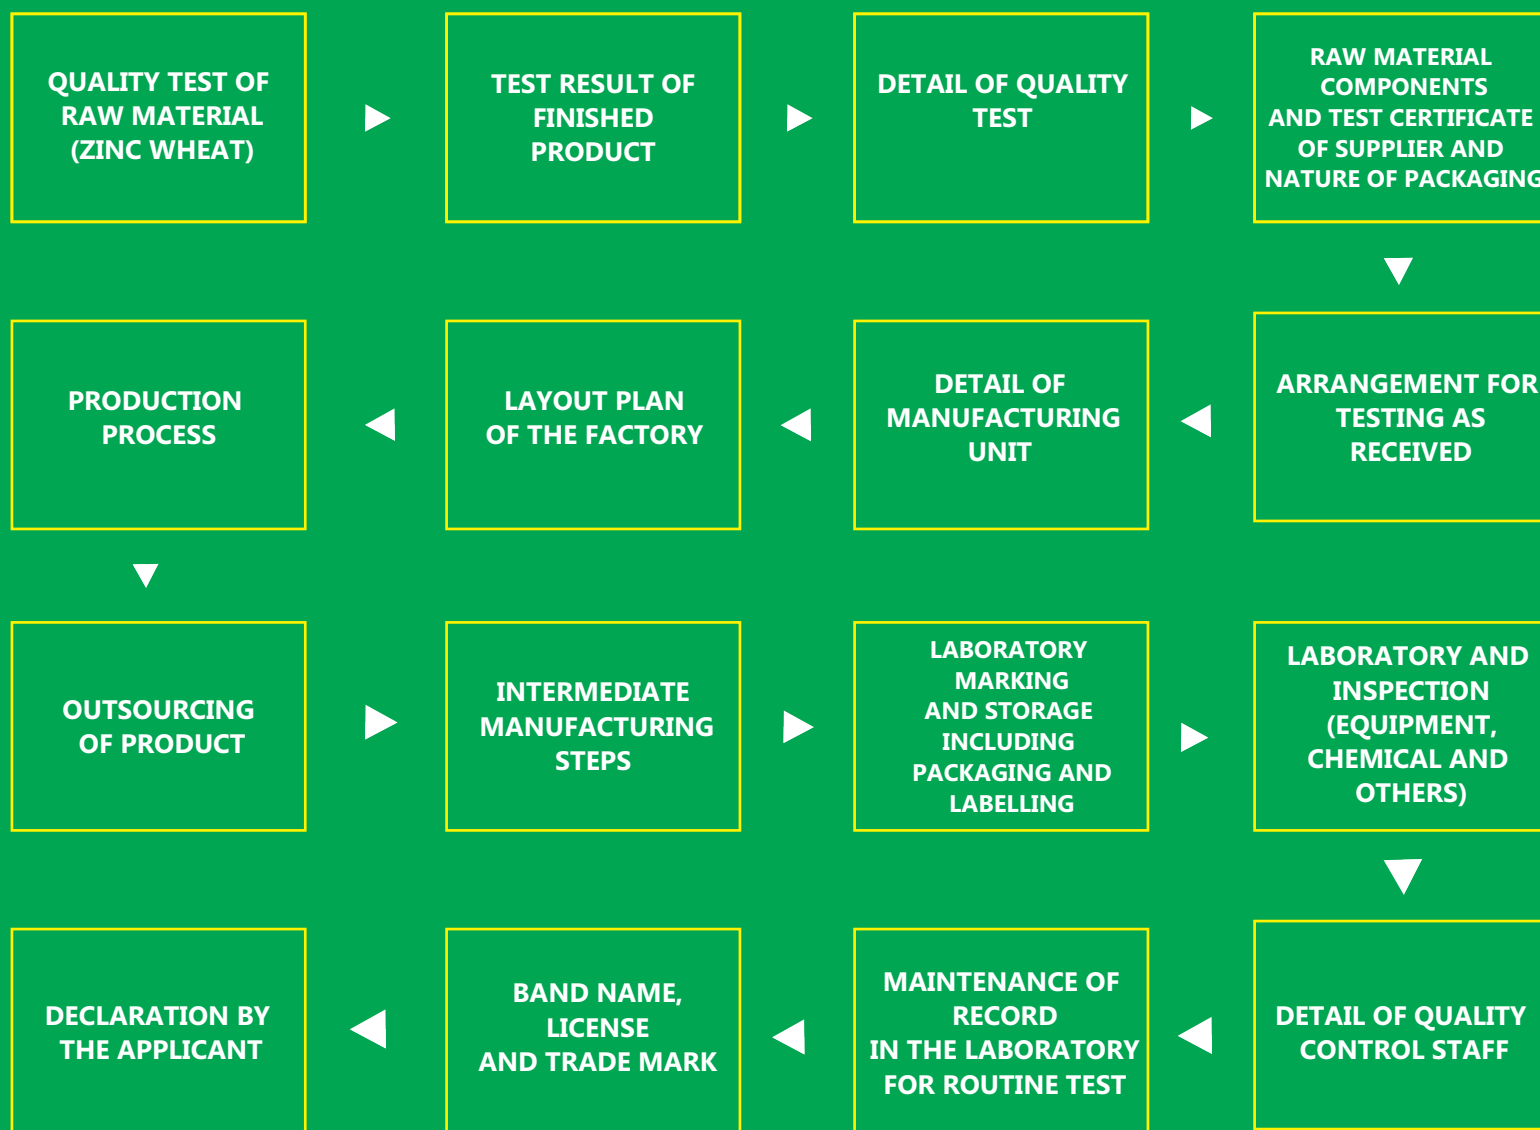 QUALITY TEST OF
RAW MATERIAL
(ZINC WHEAT)
TEST RESULT OF
FINISHED
PRODUCT
DETAIL OF QUALITY
TEST
RAW MATERIAL
COMPONENTS
AND TEST CERTIFICATE
OF SUPPLIER AND
NATURE OF PACKAGING
ARRANGEMENT FOR
TESTING AS
RECEIVED
DETAIL OF
MANUFACTURING
UNIT
LAYOUT PLAN
OF THE FACTORY
PRODUCTION
PROCESS
OUTSOURCING
OF PRODUCT
INTERMEDIATE
MANUFACTURING
STEPS
LABORATORY
MARKING
AND STORAGE
INCLUDING
PACKAGING AND
LABELLING
LABORATORY AND
INSPECTION
(EQUIPMENT,
CHEMICAL AND
OTHERS)
DETAIL OF QUALITY
CONTROL STAFF
MAINTENANCE OF
RECORD
IN THE LABORATORY
FOR ROUTINE TEST
BAND NAME,
LICENSE
AND TRADE MARK
DECLARATION BY
THE APPLICANT